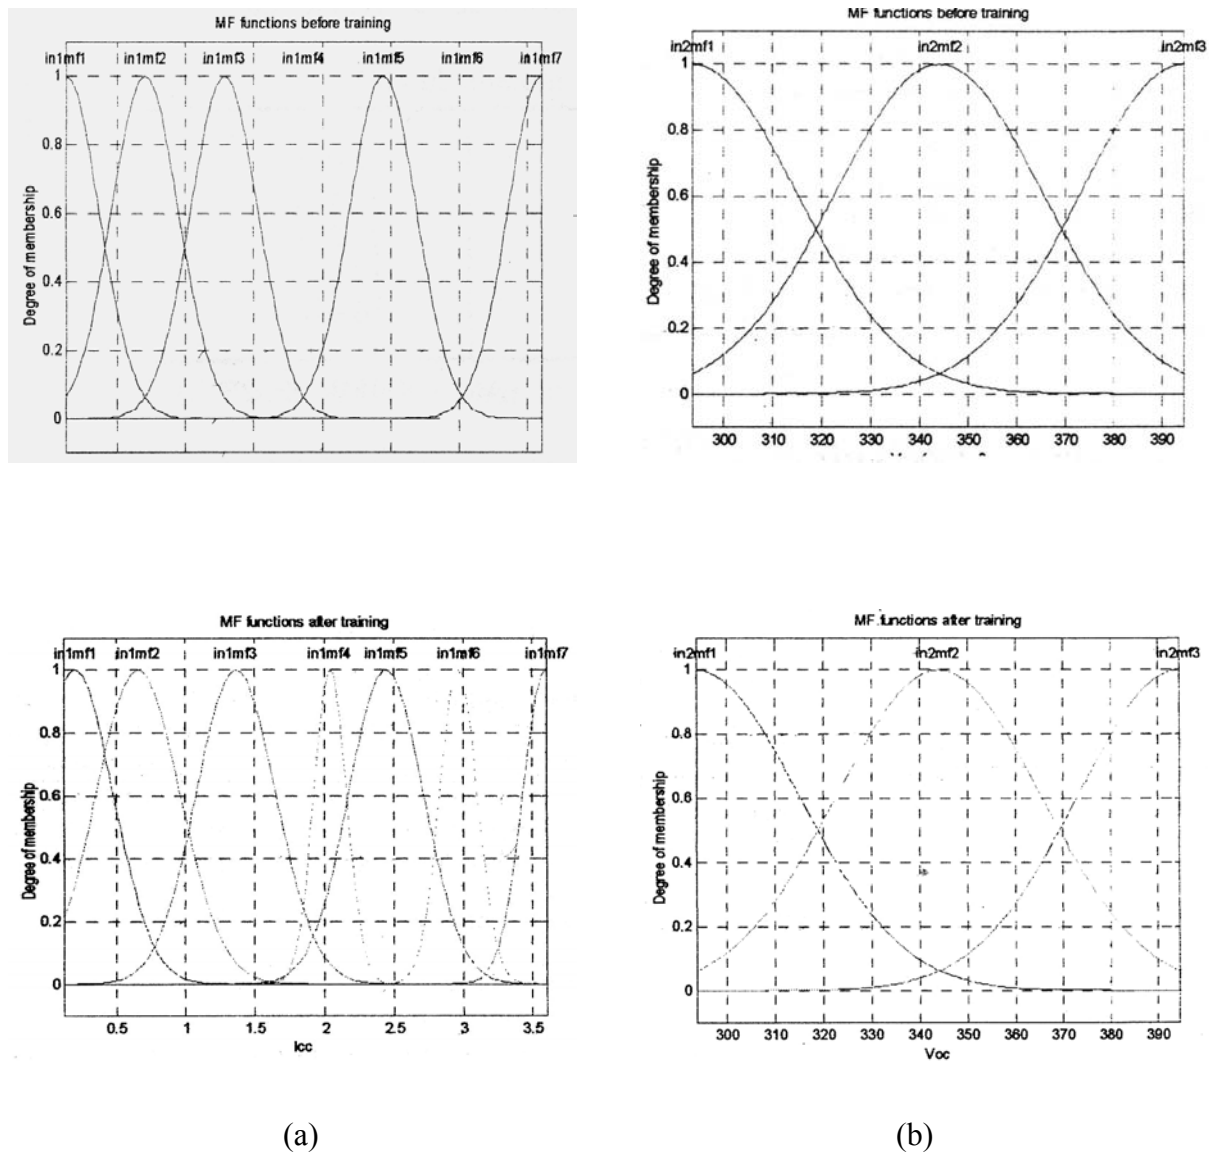 MF functions before training
in1mf1 in1mf2 in1mf3 in1mf4 in1mf5 in1mf6 in1mf7
1
0.8
0.6
0.4
0.2
0
Degree of membership
MF functions before training
in2mf1 in2mf2 in2mf3
1
0.8
0.6
0.4
0.2
0
Degree of membership
300 310 320 330 340 350 360 370 380 390
MF functions after training
in1mf1 in1mf2 in1mf3 in1mf4 in1mf5 in1mf6 in1mf7
1
0.8
0.6
0.4
0.2
0
Degree of membership
0.5 1 1.5 2 2.5 3 3.5
Icc
MF functions after training
in2mf1 in2mf2 in2mf3
1
0.8
0.6
0.4
0.2
0
Degree of membership
300 310 320 330 340 350 360 370 380 390
Voc
(a) (b)